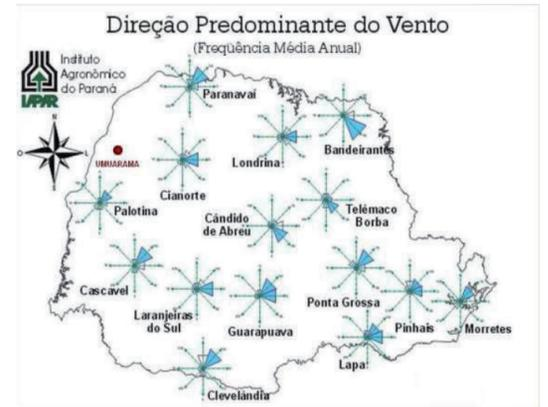 Direção Predominante do Vento
(Freqüência Média Anual)
Instituto
Agronômico
do Paraná
IAPAR
N
O
UMUARAMA
Paranavaí
Londrina
Bandeirantes
Cianorte
Palotina
Cândido
de Abreu
Telêmaco
Borba
Cascavel
Laranjeiras
do Sul
Guarapuava
Ponta Grossa
Pinhais
Morretes
Lapa
Clevelândia